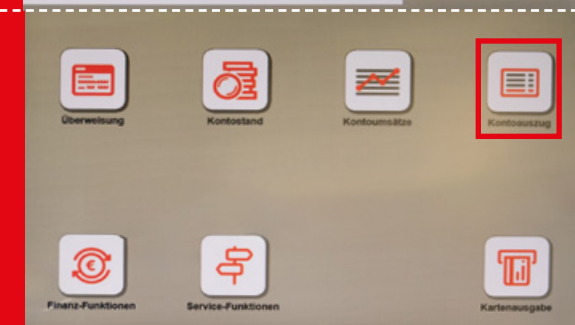 Überweisung
Kontostand
Kontoumsätze
Kontoauszug
Finanz-Funktionen
Service-Funktionen
Kartenausgabe